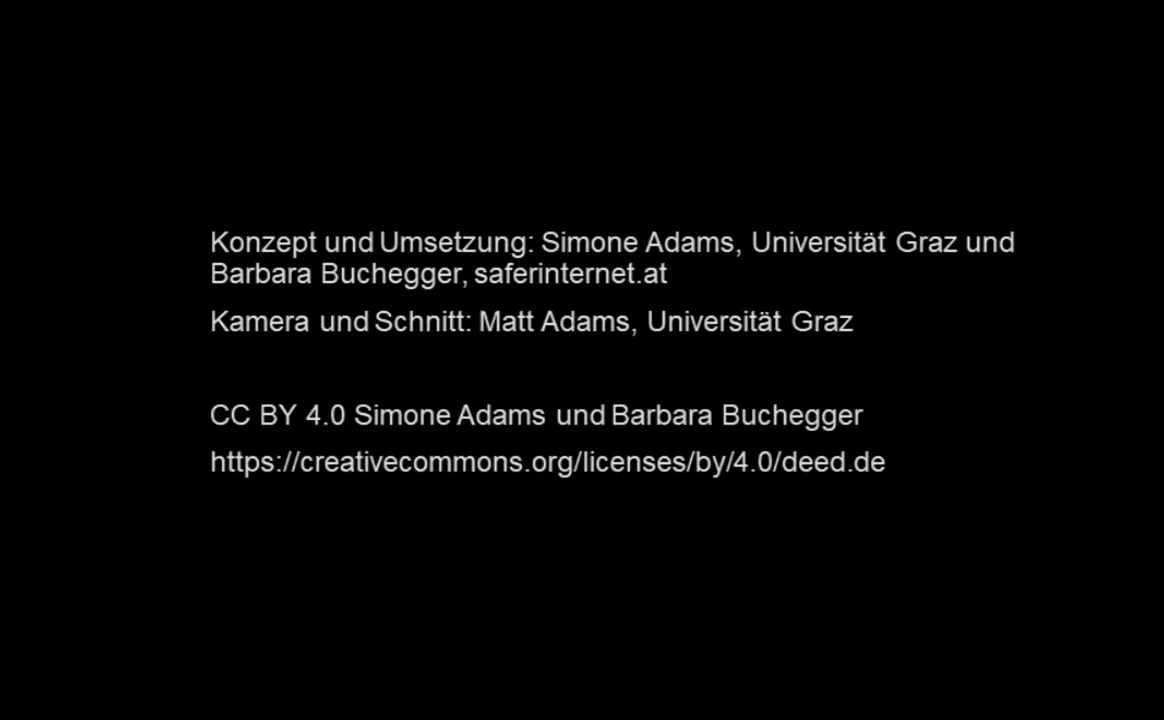 Konzept und Umsetzung: Simone Adams, Universität Graz und
Barbara Buchegger, saferinternet.at
Kamera und Schnitt: Matt Adams, Universität Graz
CC BY 4.0 Simone Adams und Barbara Buchegger
https://creativecommons.org/licenses/by/4.0/deed.de